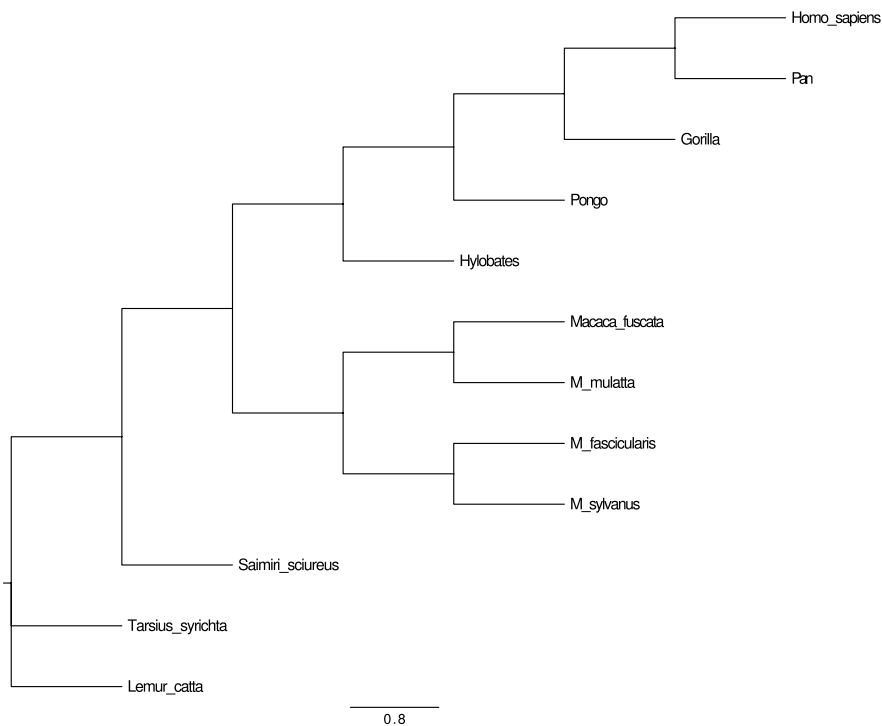 Homo_sapiens
Pan
Gorilla
Pongo
Hylobates
Macaca_fuscata
M_mulatta
M_fascicularis
M_sylvanus
Saimiri_sciureus
Tarsius_syrichta
Lemur_catta
0.8